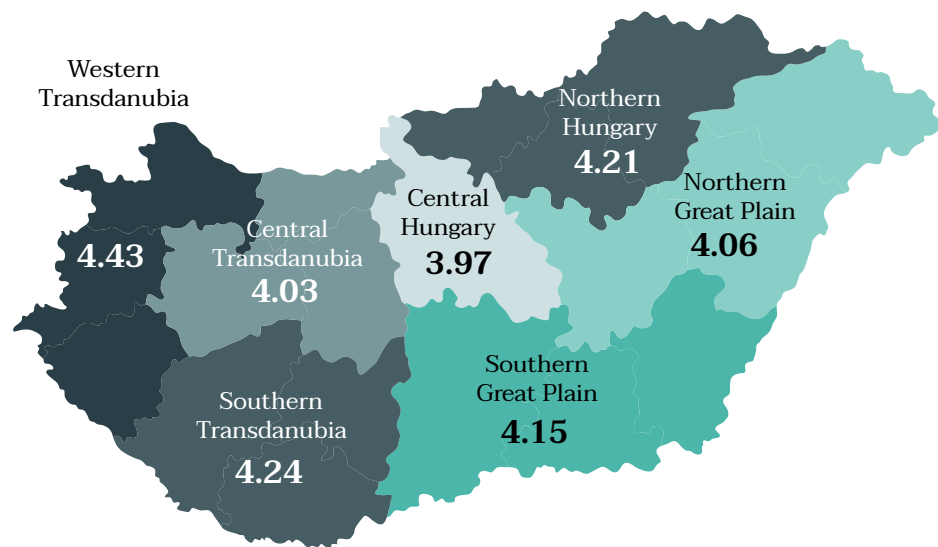 Western
Transdanubia
4.43
Central
Transdanubia
4.03
Southern
Transdanubia
4.24
Central
Hungary
3.97
Northern
Hungary
4.21
Northern
Great Plain
4.06
Southern
Great Plain
4.15